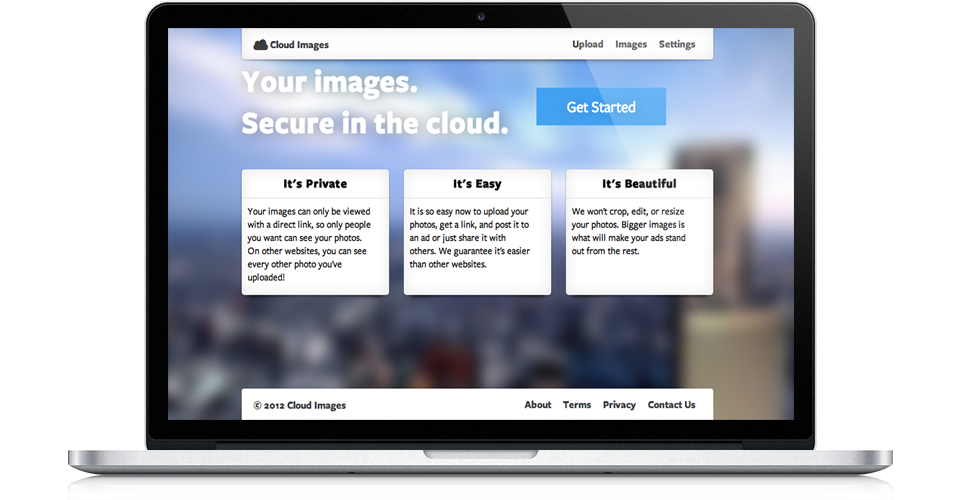 Cloud Images
Upload Images Settings
Your images.
Secure in the cloud.
Get Started
It's Private
Your images can only be viewed
with a direct link, so only people
you want can see your photos.
On other websites, you can see
every other photo you've
uploaded!
It's Easy
It is so easy now to upload your
photos, get a link, and post it to
an ad or just share it with
others. We guarantee it's easier
than other websites.
It's Beautiful
We won't crop, edit, or resize
your photos. Bigger images is
what will make your ads stand
out from the rest.
© 2012 Cloud Images
About Terms Privacy Contact Us